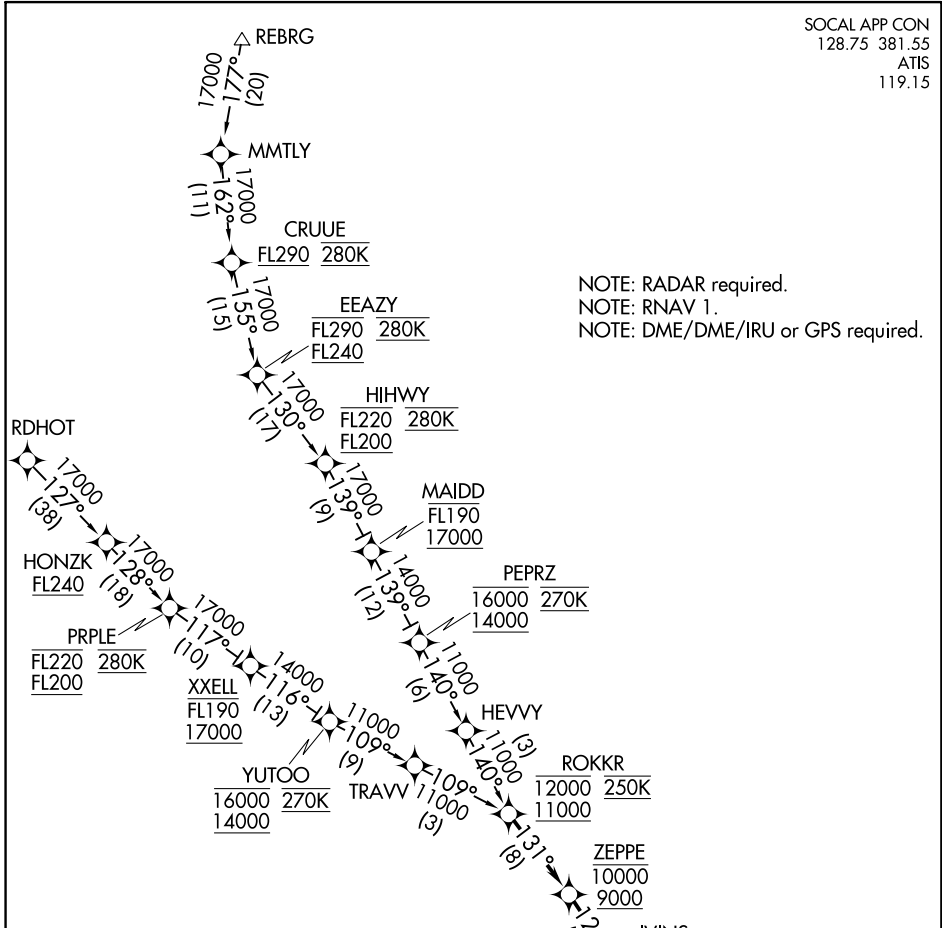 SOCAL APP CON
128.75 381.55
ATIS
119.15
REBRG
17000
177°
(20)
MMTLY
17000
162°
(11)
CRUUE
FL290 280K
17000
155°
(15)
EEAZY
FL290 280K
FL240
NOTE: RADAR required.
NOTE: RNAV 1.
NOTE: DME/DME/IRU or GPS required.
17000
130°
(17)
HIHWY
FL220 280K
FL200
17000
139°
(9)
MAIDD
FL190
17000
14000
139°
(12)
PEPRZ
16000 270K
14000
11000
140°
(6)
HEVVY
(3)
11000
140°
RDHOT
17000
127°
(38)
HONZK
FL240
17000
128°
(18)
PRPLE
FL220 280K
FL200
17000
117°
(10)
XXELL
FL190
17000
14000
116°
(13)
YUTOO
16000 270K
14000
11000
109°
(9)
TRAVV
109°
11000
(3)
ROKKR
12000 250K
11000
131°
(8)
ZEPPE
10000
9000